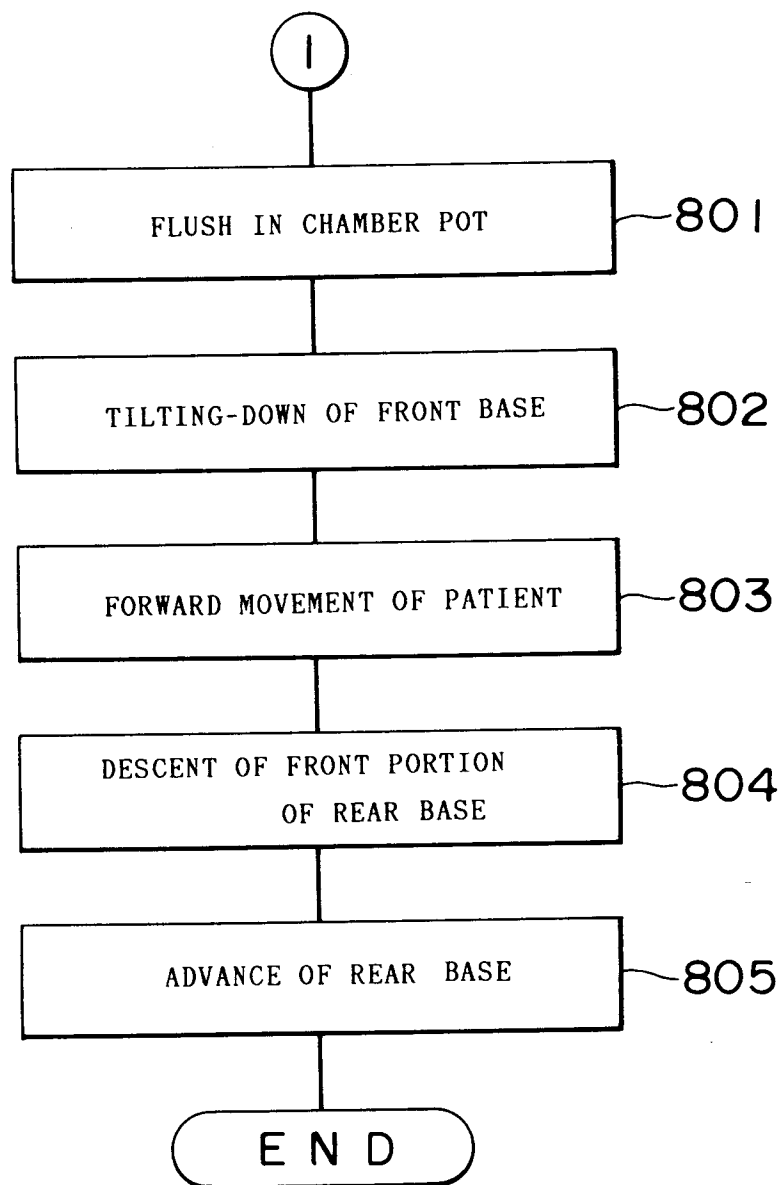 1
FLUSH IN CHAMBER POT
801
TILTING-DOWN OF FRONT BASE
802
FORWARD MOVEMENT OF PATIENT
803
DESCENT OF FRONT PORTION
OF REAR BASE
804
ADVANCE OF REAR BASE
805
END